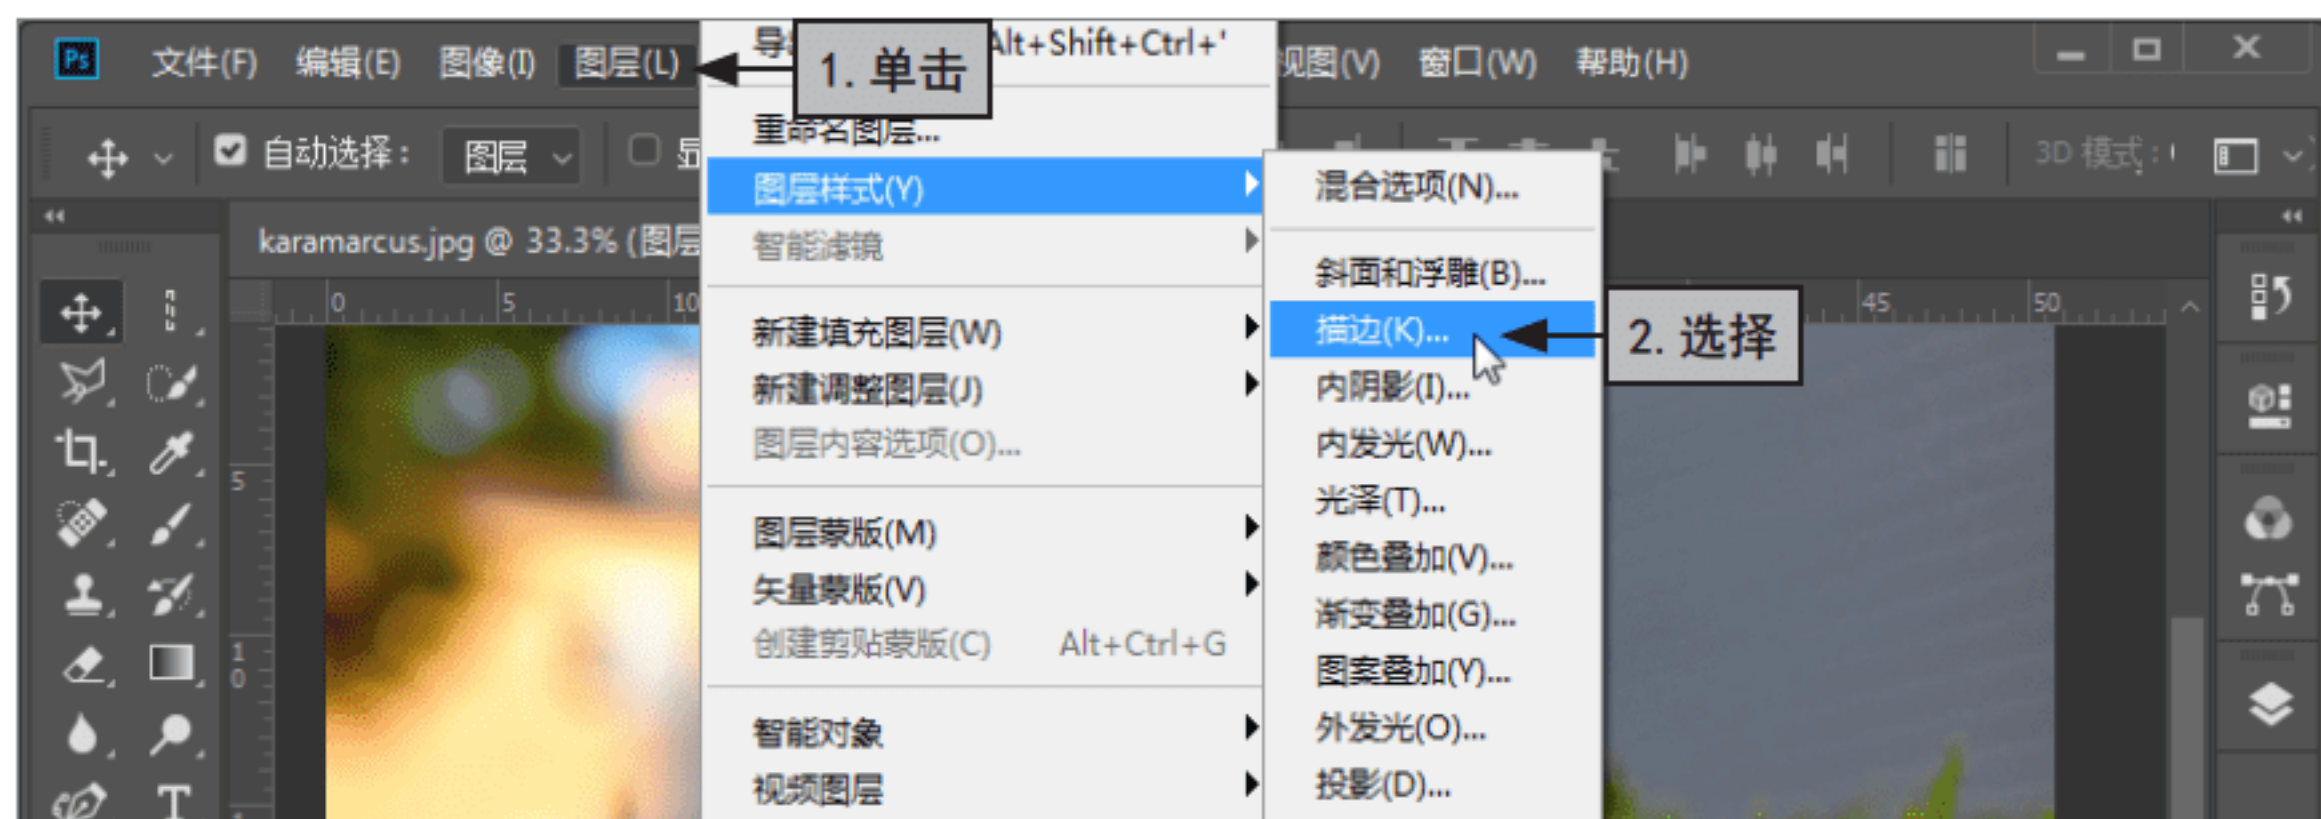 Ps 文件(F) 编辑(E) 图像(I) 图层(L) 视图(V) 窗口(W) 帮助(H)
1. 单击
Alt+Shift+Ctrl+'
自动选择： 图层
3D 模式：
karamarcus.jpg @ 33.3% (图层
0 5 10 45 50
5
1
0
重命名图层...
图层样式(Y)
智能滤镜
新建填充图层(W)
新建调整图层(J)
图层内容选项(O)...
图层蒙版(M)
矢量蒙版(V)
创建剪贴蒙版(C) Alt+Ctrl+G
智能对象
视频图层
混合选项(N)...
斜面和浮雕(B)...
描边(K)...
2. 选择
内阴影(I)...
内发光(W)...
光泽(T)...
颜色叠加(V)...
渐变叠加(G)...
图案叠加(Y)...
外发光(O)...
投影(D)...